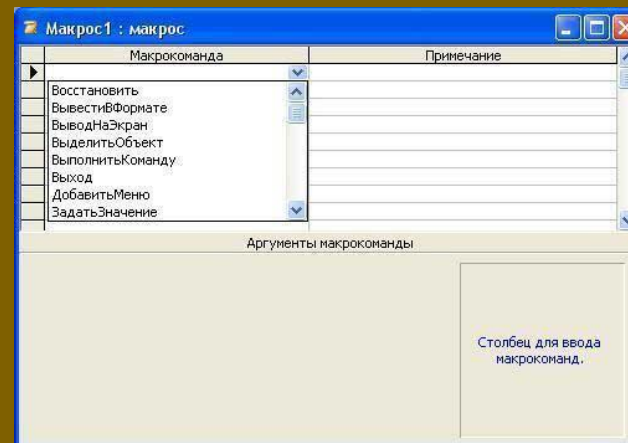 Макрос1 : макрос
Макрокоманда Примечание
Восстановить
ВывестиВФормате
ВыводНаЭкран
ВыделитьОбъект
ВыполнитьКоманду
Выход
ДобавитьМеню
ЗадатьЗначение
Аргументы макрокоманды
Столбец для ввода
макрокоманд.